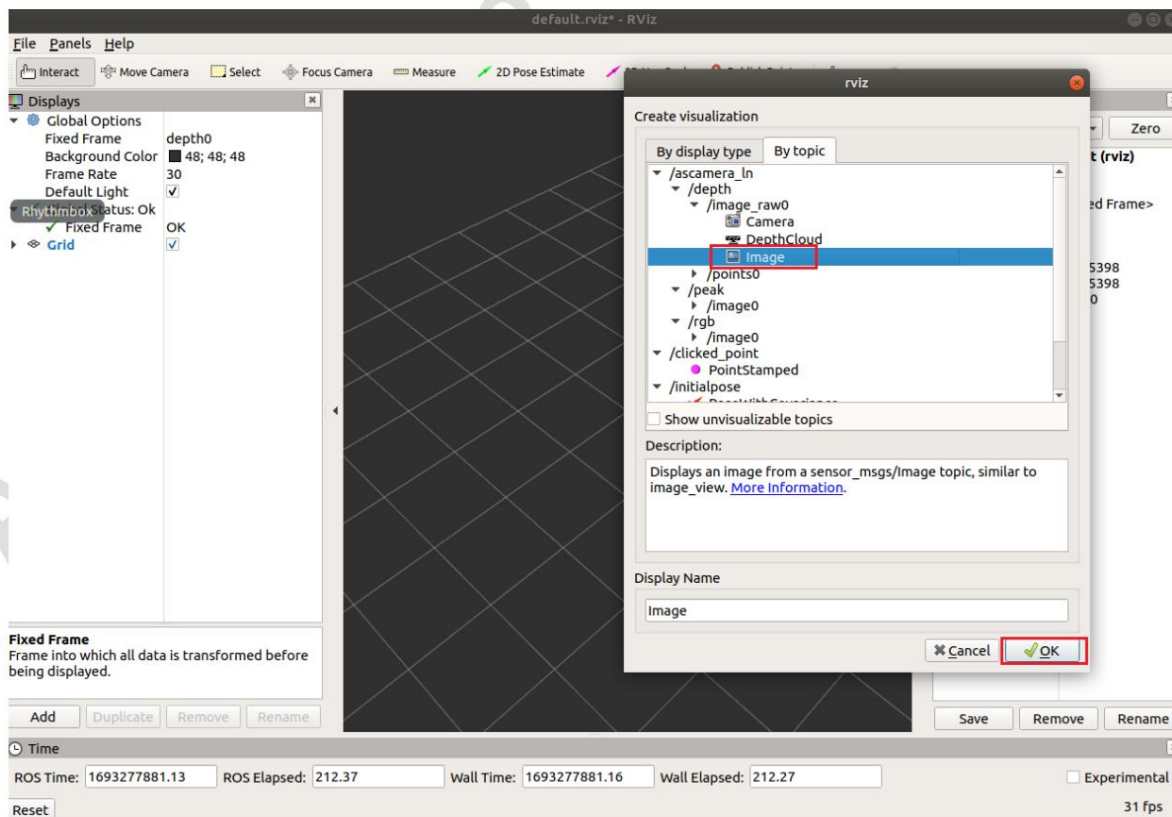 default.rviz* - RViz
File Panels Help
Interact Move Camera Select Focus Camera Measure 2D Pose Estimate
rviz
Displays
Global Options
Fixed Frame depth0
Background Color 48; 48; 48
Frame Rate 30
Default Light
Status: Ok
Rhythmbox
Fixed Frame OK
Grid
Create visualization
By display type By topic
/ascamera_ln
/depth
/image_raw0
Camera
DepthCloud
Image
/points0
/peak
/image0
/rgb
/image0
/clicked_point
PointStamped
/initialpose
Show unvisualizable topics
Description:
Displays an image from a sensor_msgs/Image topic, similar to
image_view. More Information.
Display Name
Image
Cancel OK
Zero
(rviz)
Frame>
5398
5398
0
Fixed Frame
Frame into which all data is transformed before
being displayed.
Add Duplicate Remove Rename
Save Remove Rename
Time
ROS Time: 1693277881.13 ROS Elapsed: 212.37 Wall Time: 1693277881.16 Wall Elapsed: 212.27 Experimental
Reset 31 fps